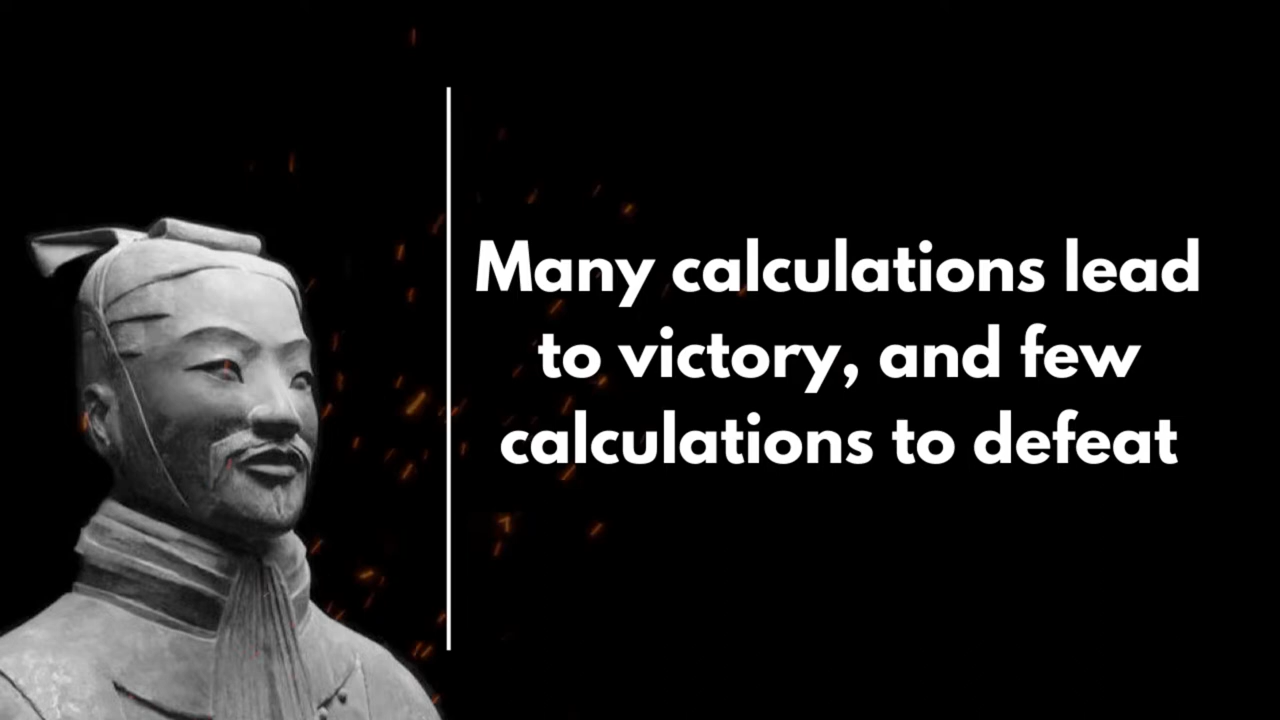 Many calculations lead
to victory, and few
calculations to defeat